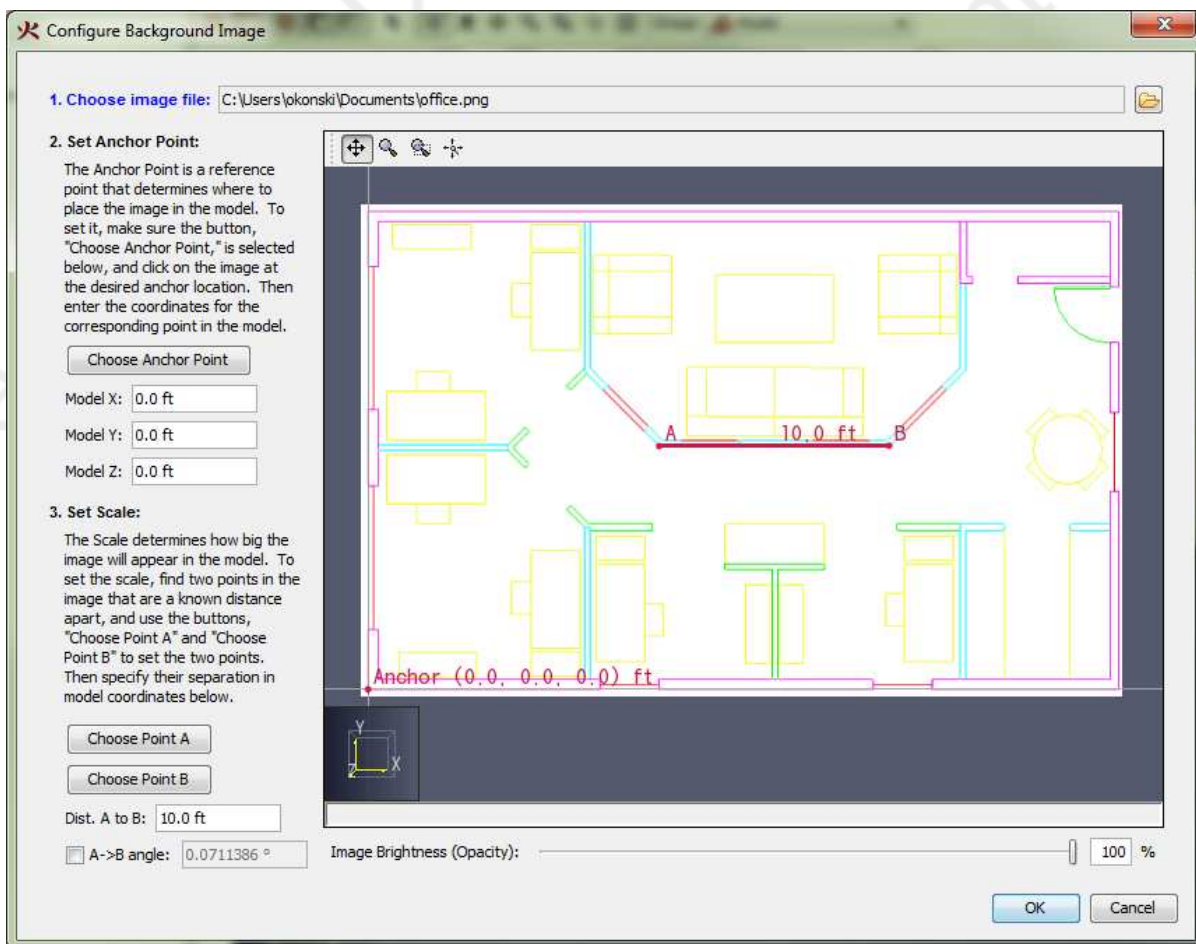 Configure Background Image
1. Choose image file: C:\Users\okonski\Documents\office.png
2. Set Anchor Point:
The Anchor Point is a reference
point that determines where to
place the image in the model. To
set it, make sure the button,
"Choose Anchor Point," is selected
below, and click on the image at
the desired anchor location. Then
enter the coordinates for the
corresponding point in the model.
Choose Anchor Point
Model X: 0.0 ft
Model Y: 0.0 ft
Model Z: 0.0 ft
3. Set Scale:
The Scale determines how big the
image will appear in the model. To
set the scale, find two points in the
image that are a known distance
apart, and use the buttons,
"Choose Point A" and "Choose
Point B" to set the two points.
Then specify their separation in
model coordinates below.
Choose Point A
Choose Point B
Dist. A to B: 10.0 ft
A->B angle: 0.0711386 °
A 10.0 ft B
Anchor (0.0, 0.0, 0.0) ft
Y
Z X
Image Brightness (Opacity): 100 %
OK Cancel